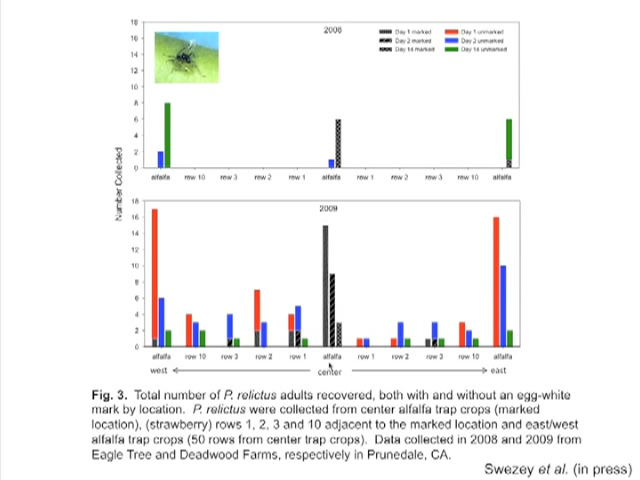 2008
Day 1 marked
Day 2 marked
Day 14 marked
Day 1 unmarked
Day 2 unmarked
Day 14 unmarked
18
16
14
12
10
8
6
4
2
0
alfalfa row 10 row 3 row 2 row 1 alfalfa row 1 row 2 row 3 row 10 alfalfa
Number Collected
2009
18
16
14
12
10
8
6
4
2
0
alfalfa row 10 row 3 row 2 row 1 alfalfa row 1 row 2 row 3 row 10 alfalfa
west center east
Fig. 3. Total number of P. relictus adults recovered, both with and without an egg-white
mark by location. P. relictus were collected from center alfalfa trap crops (marked
location), (strawberry) rows 1, 2, 3 and 10 adjacent to the marked location and east/west
alfalfa trap crops (50 rows from center trap crops). Data collected in 2008 and 2009 from
Eagle Tree and Deadwood Farms, respectively in Prunedale, CA.
Swezey et al. (in press)